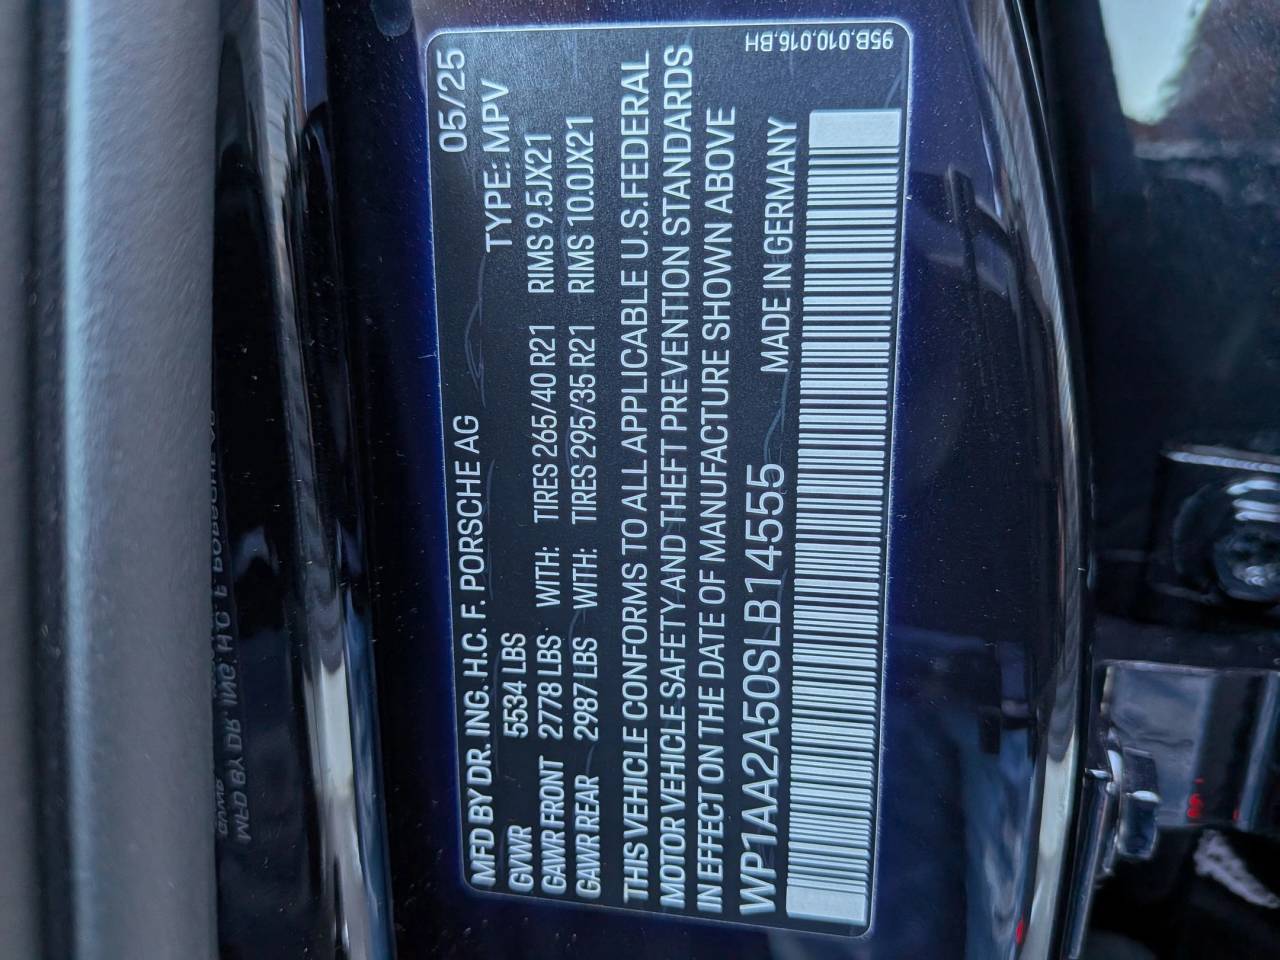 MFD BY DR. ING. H.C. F. PORSCHE AG 05/25
GVWR 5534 LBS TYPE: MPV
GAWR FRONT 2778 LBS WITH: TIRES 265/40 R21 RIMS 9.5JX21
GAWR REAR 2987 LBS WITH: TIRES 295/35 R21 RIMS 10.0JX21
THIS VEHICLE CONFORMS TO ALL APPLICABLE U.S.FEDERAL
MOTOR VEHICLE SAFETY AND THEFT PREVENTION STANDARDS
IN EFFECT ON THE DATE OF MANUFACTURE SHOWN ABOVE
WP1AA2A50SLB14555 MADE IN GERMANY
95B.010.016.BH